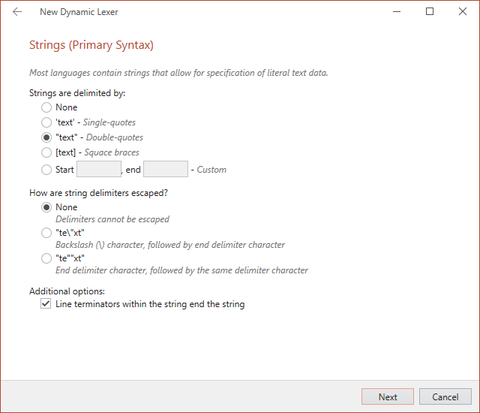 New Dynamic Lexer
Strings (Primary Syntax)
Most languages contain strings that allow for specification of literal text data.
Strings are delimited by:
None
'text' - Single-quotes
"text" - Double-quotes
[text] - Squace braces
Start , end - Custom
How are string delimiters escaped?
None
Delimiters cannot be escaped
"te\"xt"
Backslash (\) character, followed by end delimiter character
"te""xt"
End delimiter character, followed by the same delimiter character
Additional options:
Line terminators within the string end the string
Next Cancel